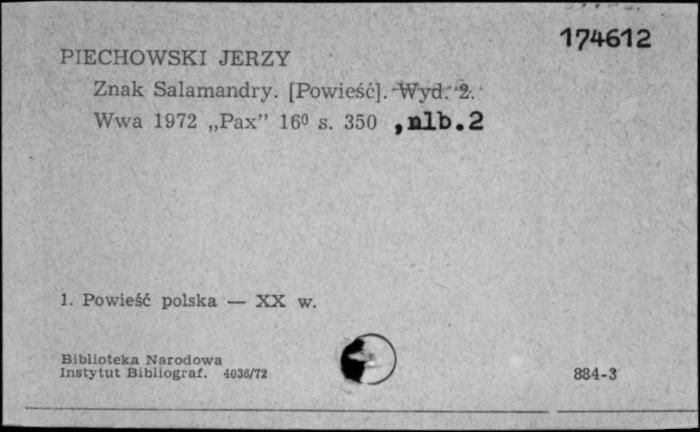 174612
PIECHOWSKI JERZY
Znak Salamandry. [Powieść]. Wyd. 2.
Wwa 1972 „Pax” 16⁰ s. 350 ,nlb.2
1. Powieść polska — XX w.
Biblioteka Narodowa
Instytut Bibliograf. 4036/72
884-3